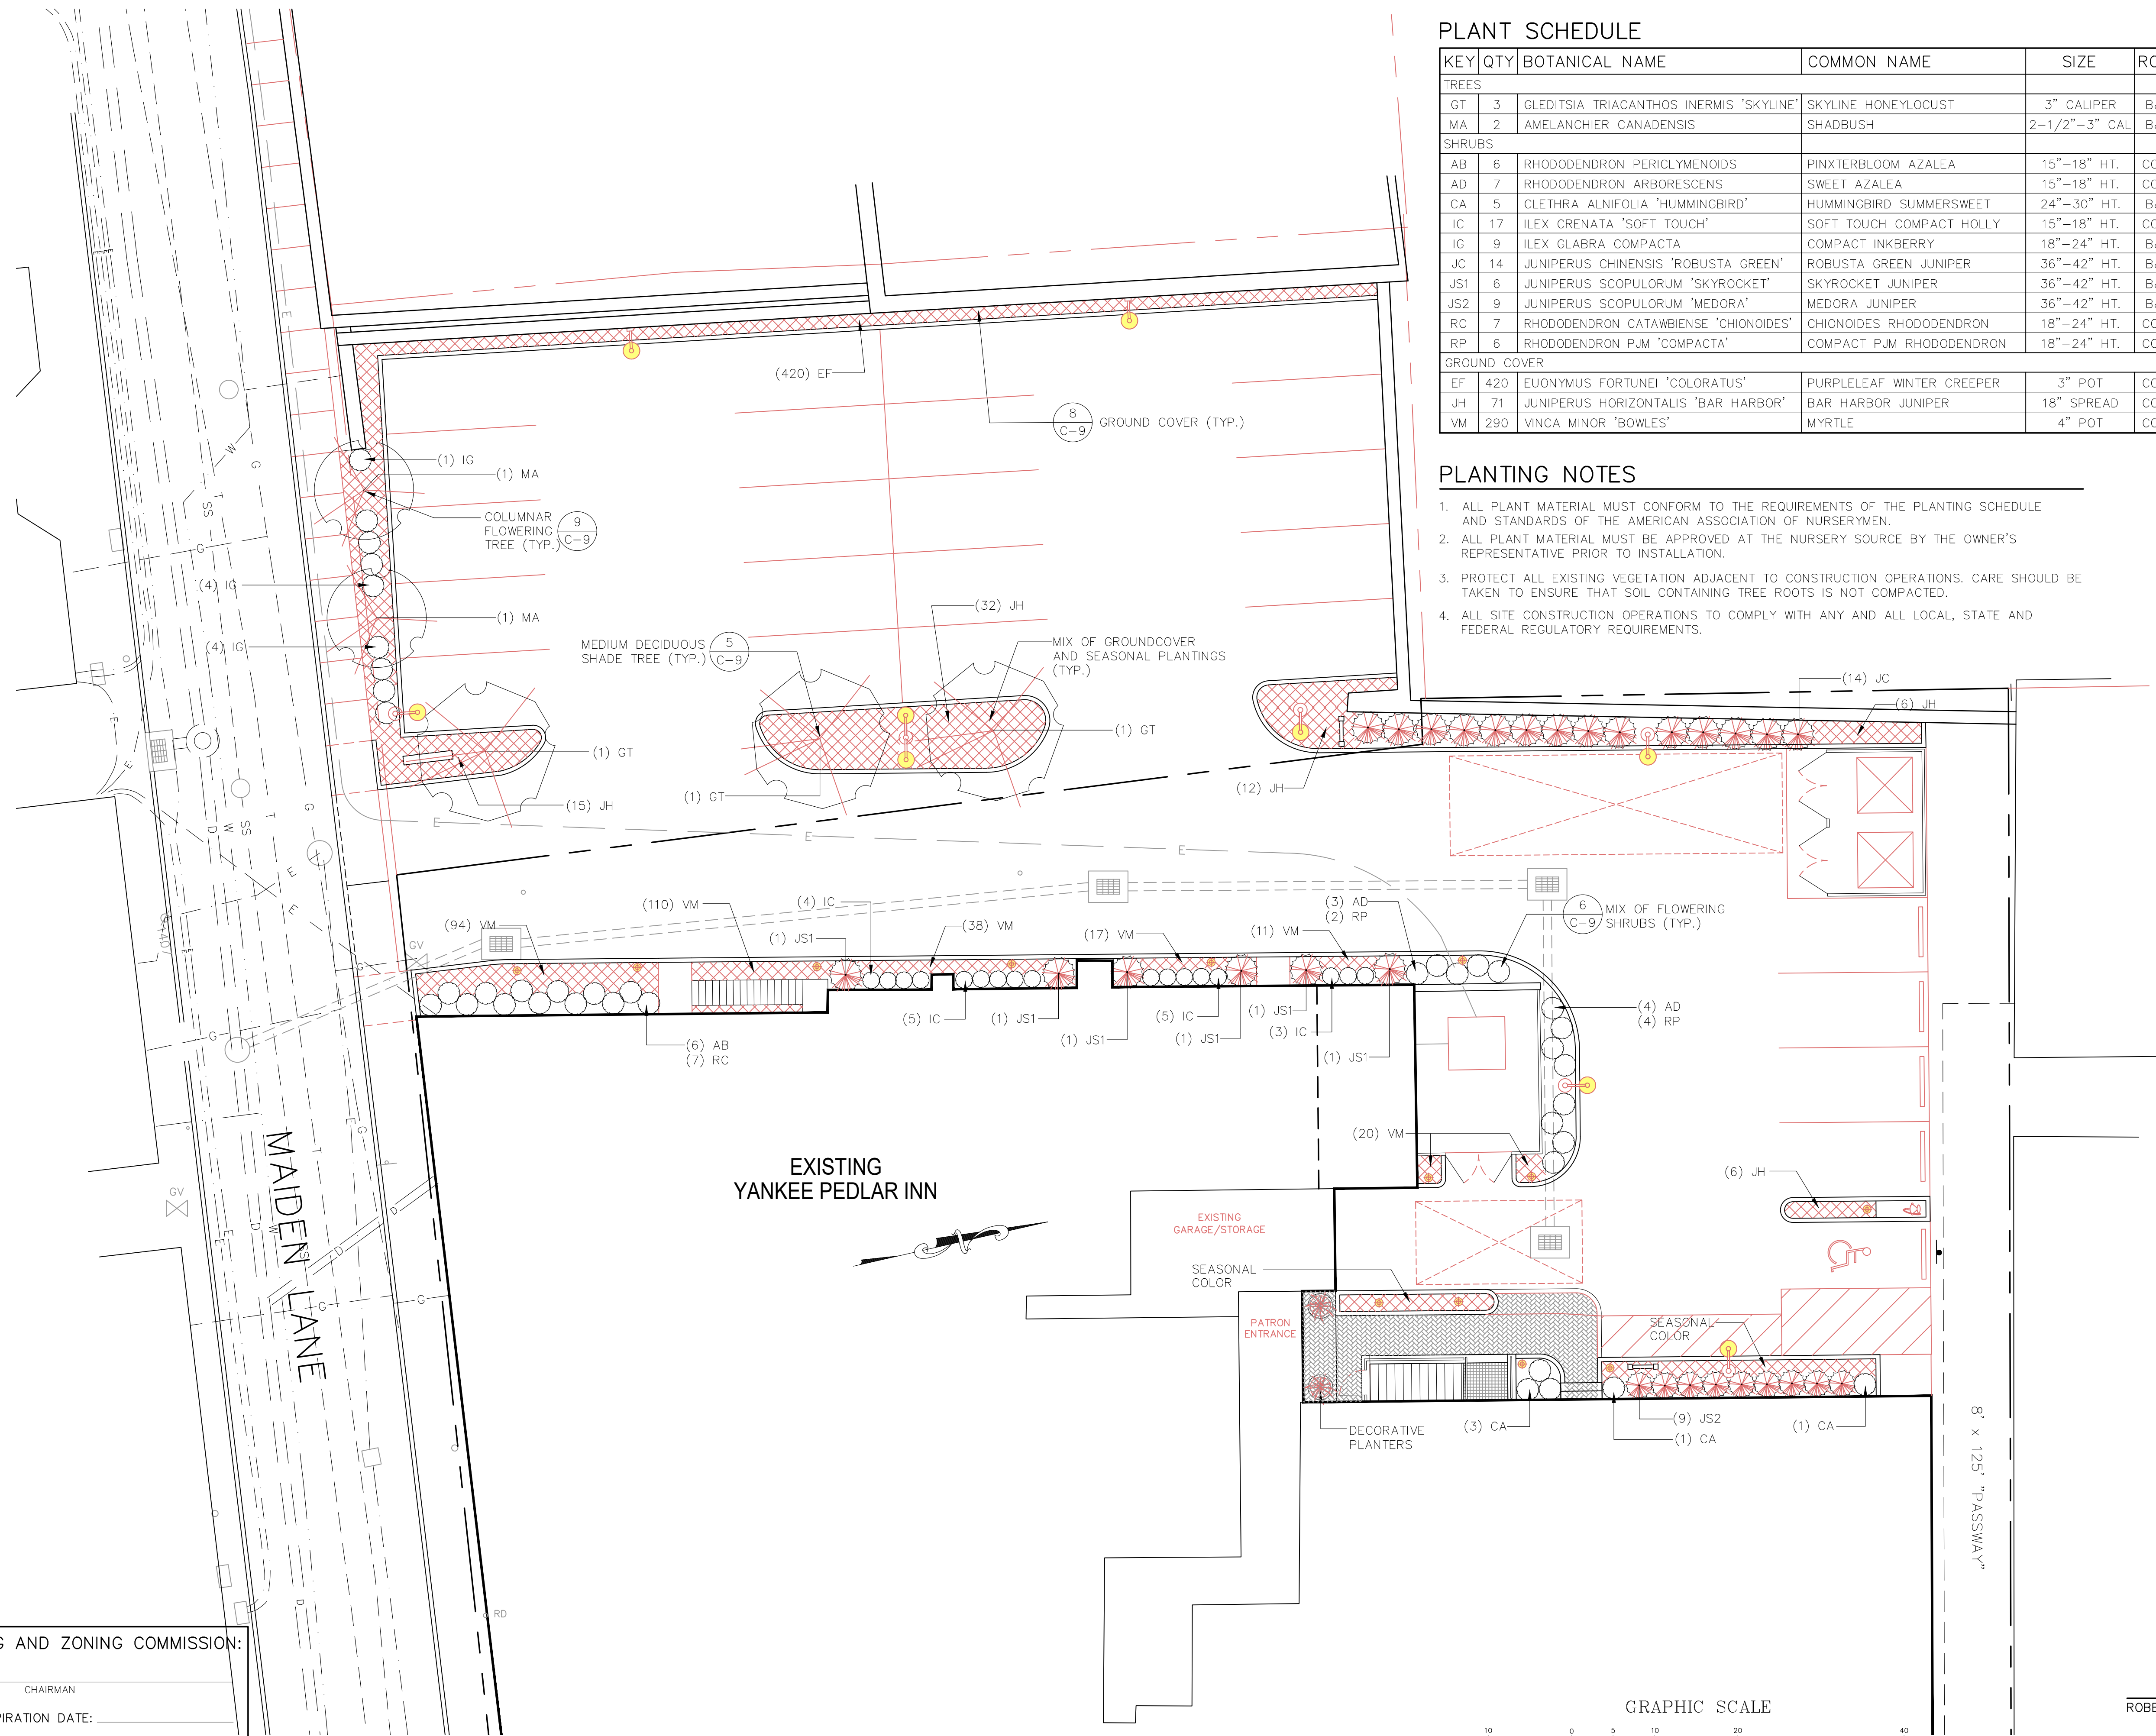 PLANT SCHEDULE
KEY QTY BOTANICAL NAME COMMON NAME SIZE
TREES
GT 3 GLEDITSIA TRIACANTHOS INERMIS 'SKYLINE' SKYLINE HONEYLOCUST 3" CALIPER
MA 2 AMELANCHIER CANADENSIS SHADBUSH 2-1/2"-3" CAL
SHRUBS
AB 6 RHODODENDRON PERICLYMENOIDS PINXTERBLOOM AZALEA 15"-18" HT.
AD 7 RHODODENDRON ARBORESCENS SWEET AZALEA 15"-18" HT.
CA 5 CLETHRA ALNIFOLIA 'HUMMINGBIRD' HUMMINGBIRD SUMMERSWEET 24"-30" HT.
IC 17 ILEX CRENATA 'SOFT TOUCH' SOFT TOUCH COMPACT HOLLY 15"-18" HT.
IG 9 ILEX GLABRA COMPACTA COMPACT INKBERRY 18"-24" HT.
JC 14 JUNIPERUS CHINENSIS 'ROBUSTA GREEN' ROBUSTA GREEN JUNIPER 36"-42" HT.
JS1 6 JUNIPERUS SCOPULORUM 'SKYROCKET' SKYROCKET JUNIPER 36"-42" HT.
JS2 9 JUNIPERUS SCOPULORUM 'MEDORA' MEDORA JUNIPER 36"-42" HT.
RC 7 RHODODENDRON CATAWBIENSE 'CHIONOIDES' CHIONOIDES RHODODENDRON 18"-24" HT.
RP 6 RHODODENDRON PJM 'COMPACTA' COMPACT PJM RHODODENDRON 18"-24" HT.
GROUND COVER
EF 420 EUONYMUS FORTUNEI 'COLORATUS' PURPLELEAF WINTER CREEPER 3" POT
JH 71 JUNIPERUS HORIZONTALIS 'BAR HARBOR' BAR HARBOR JUNIPER 18" SPREAD
VM 290 VINCA MINOR 'BOWLES' MYRTLE 4" POT
PLANTING NOTES
1. ALL PLANT MATERIAL MUST CONFORM TO THE REQUIREMENTS OF THE PLANTING SCHEDULE
AND STANDARDS OF THE AMERICAN ASSOCIATION OF NURSERYMEN.
2. ALL PLANT MATERIAL MUST BE APPROVED AT THE NURSERY SOURCE BY THE OWNER'S
REPRESENTATIVE PRIOR TO INSTALLATION.
3. PROTECT ALL EXISTING VEGETATION ADJACENT TO CONSTRUCTION OPERATIONS. CARE SHOULD BE
TAKEN TO ENSURE THAT SOIL CONTAINING TREE ROOTS IS NOT COMPACTED.
4. ALL SITE CONSTRUCTION OPERATIONS TO COMPLY WITH ANY AND ALL LOCAL, STATE AND
FEDERAL REGULATORY REQUIREMENTS.
(420) EF
8
C-9
GROUND COVER (TYP.)
(1) IG
(1) MA
COLUMNAR
FLOWERING
TREE (TYP.)
9
C-9
(4) IG
(1) MA
(4) IG
MEDIUM DECIDUOUS
SHADE TREE (TYP.)
5
C-9
(32) JH
MIX OF GROUNDCOVER
AND SEASONAL PLANTINGS
(TYP.)
(1) GT
(1) GT
(1) GT
(15) JH
(12) JH
(14) JC
(6) JH
(94) VM
(110) VM
(4) IC
(1) JS1
(38) VM
(17) VM
(11) VM
(3) AD
(2) RP
6
C-9
MIX OF FLOWERING
SHRUBS (TYP.)
(6) AB
(7) RC
(5) IC
(1) JS1
(1) JS1
(5) IC
(1) JS1
(1) JS1
(3) IC
(1) JS1
(4) AD
(4) RP
(20) VM
(6) JH
EXISTING
YANKEE PEDLAR INN
EXISTING
GARAGE/STORAGE
SEASONAL
COLOR
PATRON
ENTRANCE
SEASONAL
COLOR
DECORATIVE
PLANTERS
(3) CA
(9) JS2
(1) CA
(1) CA
8' x 125' "PASSWAY"
MAIDEN LANE
GV
GV
RD
G AND ZONING COMMISSION:
CHAIRMAN
PIRATION DATE:
GRAPHIC SCALE
10 0 5 10 20 40